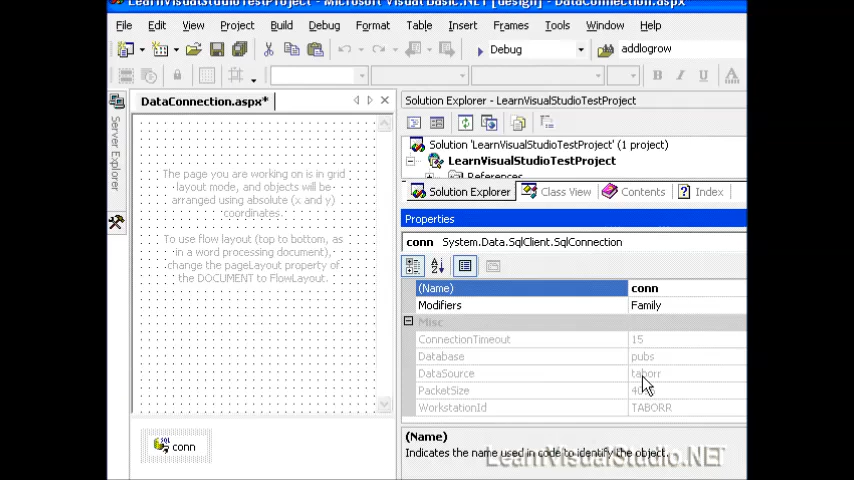 LearnVisualStudioTestProject - Microsoft Visual Basic.NET [design] - DataConnection.aspx
File Edit View Project Build Debug Format Table Insert Frames Tools Window Help
Debug addlogrow
B I U A
DataConnection.aspx*
Server Explorer
The page you are working on is in grid
layout mode, and objects will be
arranged using absolute (x and y)
coordinates.
To use flow layout (top to bottom, as
in a word processing document),
change the pageLayout property of
the DOCUMENT to FlowLayout.
SQL
conn
Solution Explorer - LearnVisualStudioTestProject
Solution 'LearnVisualStudioTestProject' (1 project)
LearnVisualStudioTestProject
References
Solution Explorer Class View Contents Index
Properties
conn System.Data.SqlClient.SqlConnection
(Name) conn
Modifiers Family
Misc
ConnectionTimeout 15
Database pubs
DataSource taborr
PacketSize
WorkstationId TABORR
(Name)
Indicates the name used in code to identify the object.
LearnVisualStudio.NET